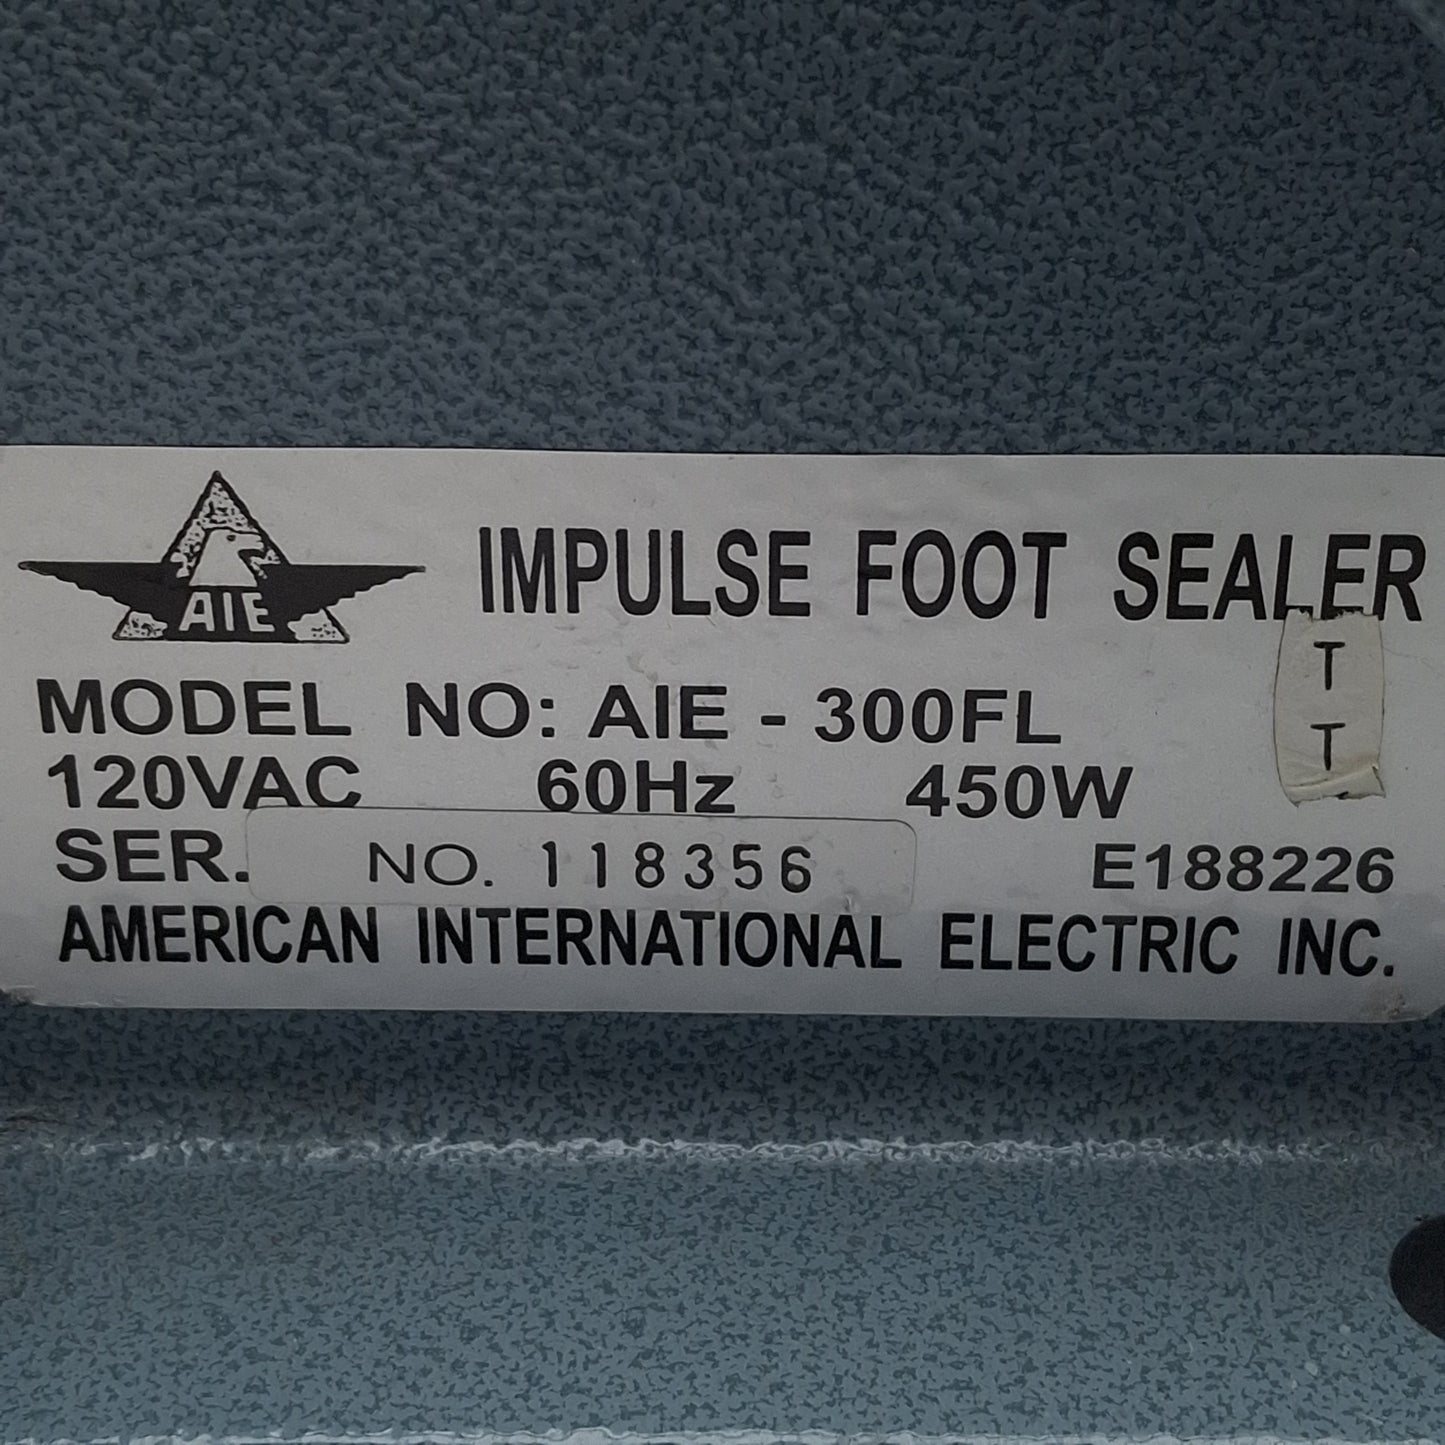 AIE
IMPULSE FOOT SEALER
T
T
MODEL NO: AIE - 300FL
120VAC 60Hz 450W
SER. NO. 118356 E188226
AMERICAN INTERNATIONAL ELECTRIC INC.